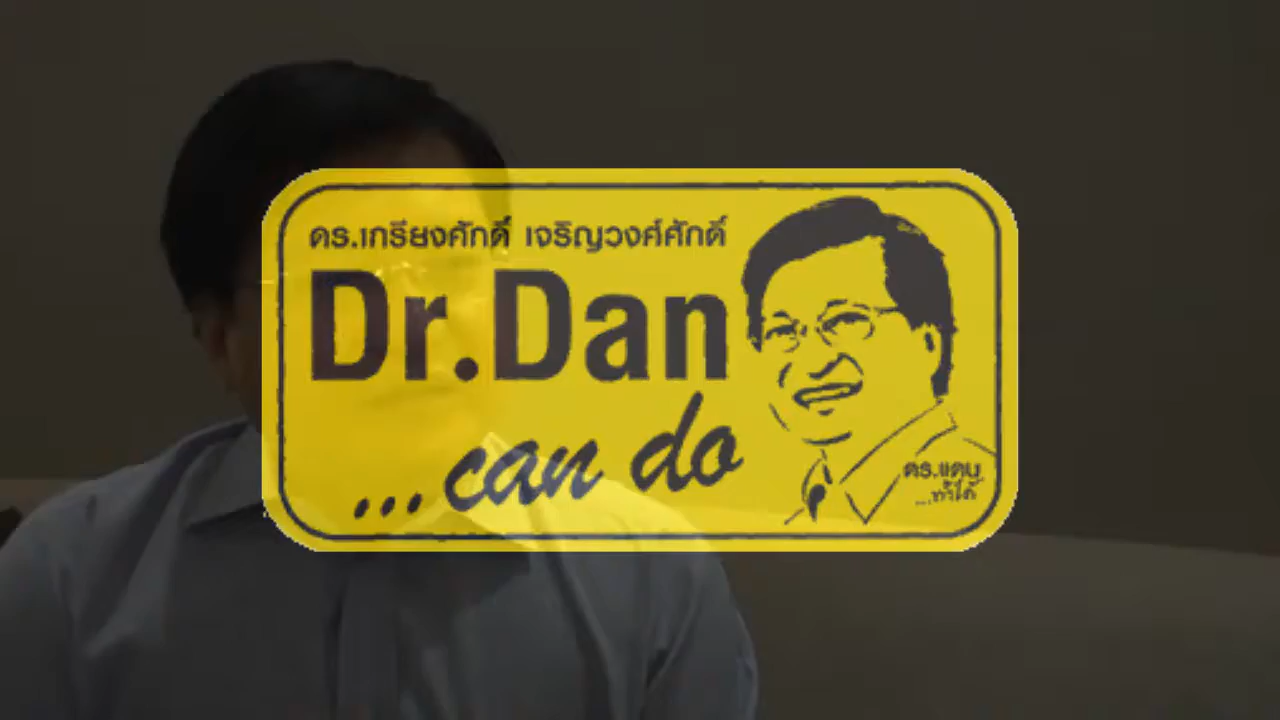 ดร.เกรียงศักดิ์ เจริญวงศ์ศักดิ์
Dr.Dan
...can do
ดร.แดน
...ทำได้